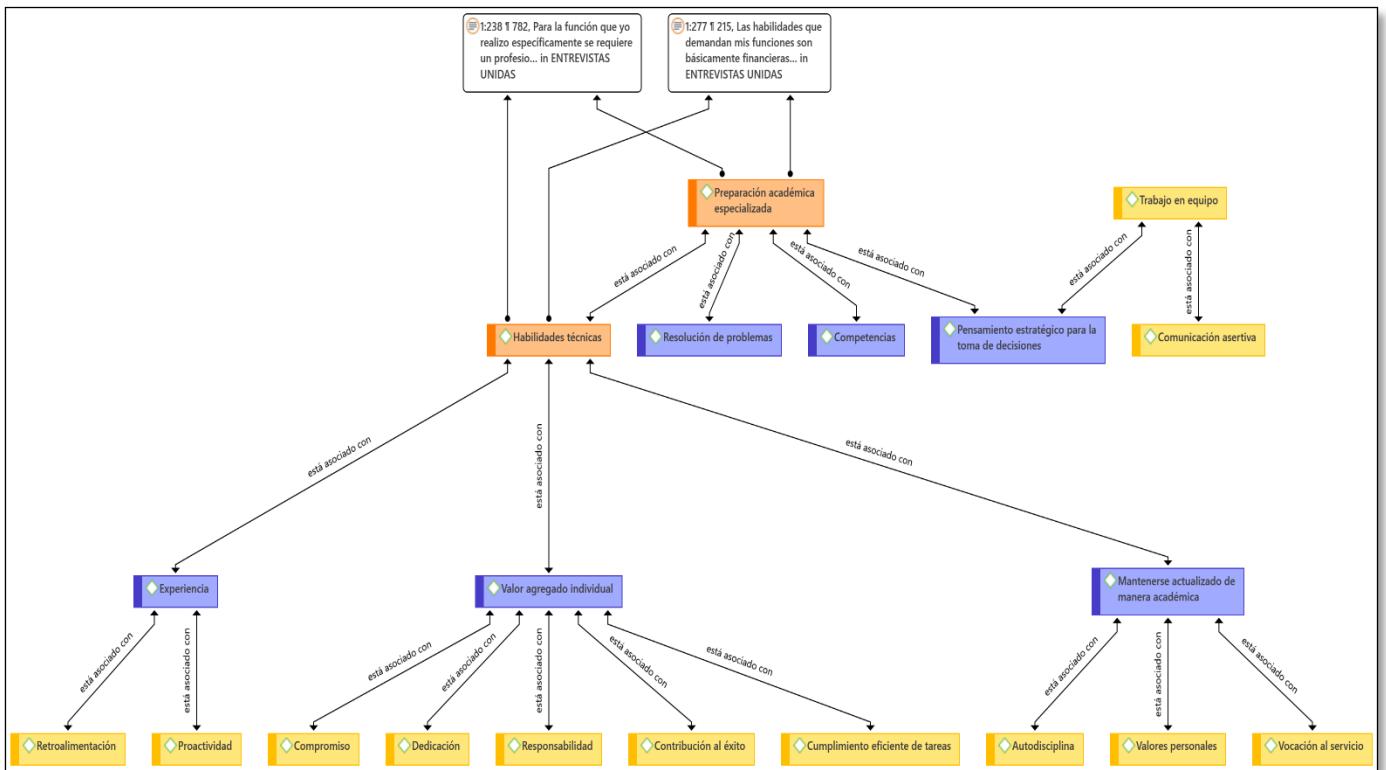 1:238 ¶ 782, Para la función que yo
realizo específicamente se requiere
un profesio... in ENTREVISTAS
UNIDAS
1:277 ¶ 215, Las habilidades que
demandan mis funciones son
básicamente financieras... in
ENTREVISTAS UNIDAS
Preparación académica
especializada
Trabajo en equipo
está asociado con
está asociado con
está asociado con
está asociado con
está asociado con
está asociado con
Habilidades técnicas
Resolución de problemas
Competencias
Pensamiento estratégico para la
toma de decisiones
Comunicación asertiva
está asociado con
está asociado con
está asociado con
Experiencia
Valor agregado individual
Mantenerse actualizado de
manera académica
está asociado con
está asociado con
está asociado con
está asociado con
está asociado con
está asociado con
está asociado con
está asociado con
está asociado con
está asociado con
Retroalimentación
Proactividad
Compromiso
Dedicación
Responsabilidad
Contribución al éxito
Cumplimiento eficiente de tareas
Autodisciplina
Valores personales
Vocación al servicio